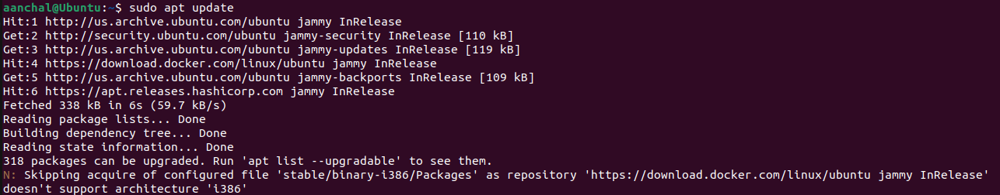 aanchal@Ubuntu:~$ sudo apt update
Hit:1 http://us.archive.ubuntu.com/ubuntu jammy InRelease
Get:2 http://security.ubuntu.com/ubuntu jammy-security InRelease [110 kB]
Get:3 http://us.archive.ubuntu.com/ubuntu jammy-updates InRelease [119 kB]
Hit:4 https://download.docker.com/linux/ubuntu jammy InRelease
Get:5 http://us.archive.ubuntu.com/ubuntu jammy-backports InRelease [109 kB]
Hit:6 https://apt.releases.hashicorp.com jammy InRelease
Fetched 338 kB in 6s (59.7 kB/s)
Reading package lists... Done
Building dependency tree... Done
Reading state information... Done
318 packages can be upgraded. Run 'apt list --upgradable' to see them.
N: Skipping acquire of configured file 'stable/binary-i386/Packages' as repository 'https://download.docker.com/linux/ubuntu jammy InRelease'
doesn't support architecture 'i386'